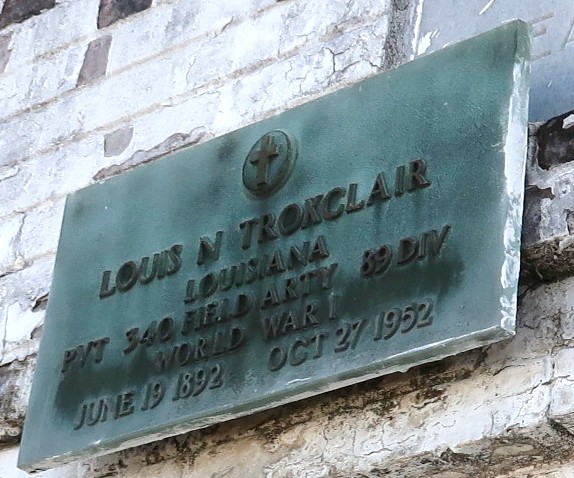 LOUIS N TROXCLAIR
LOUISIANA
PVT 340 FIELD ARTY 89 DIV
WORLD WAR I
JUNE 19 1892 OCT 27 1952